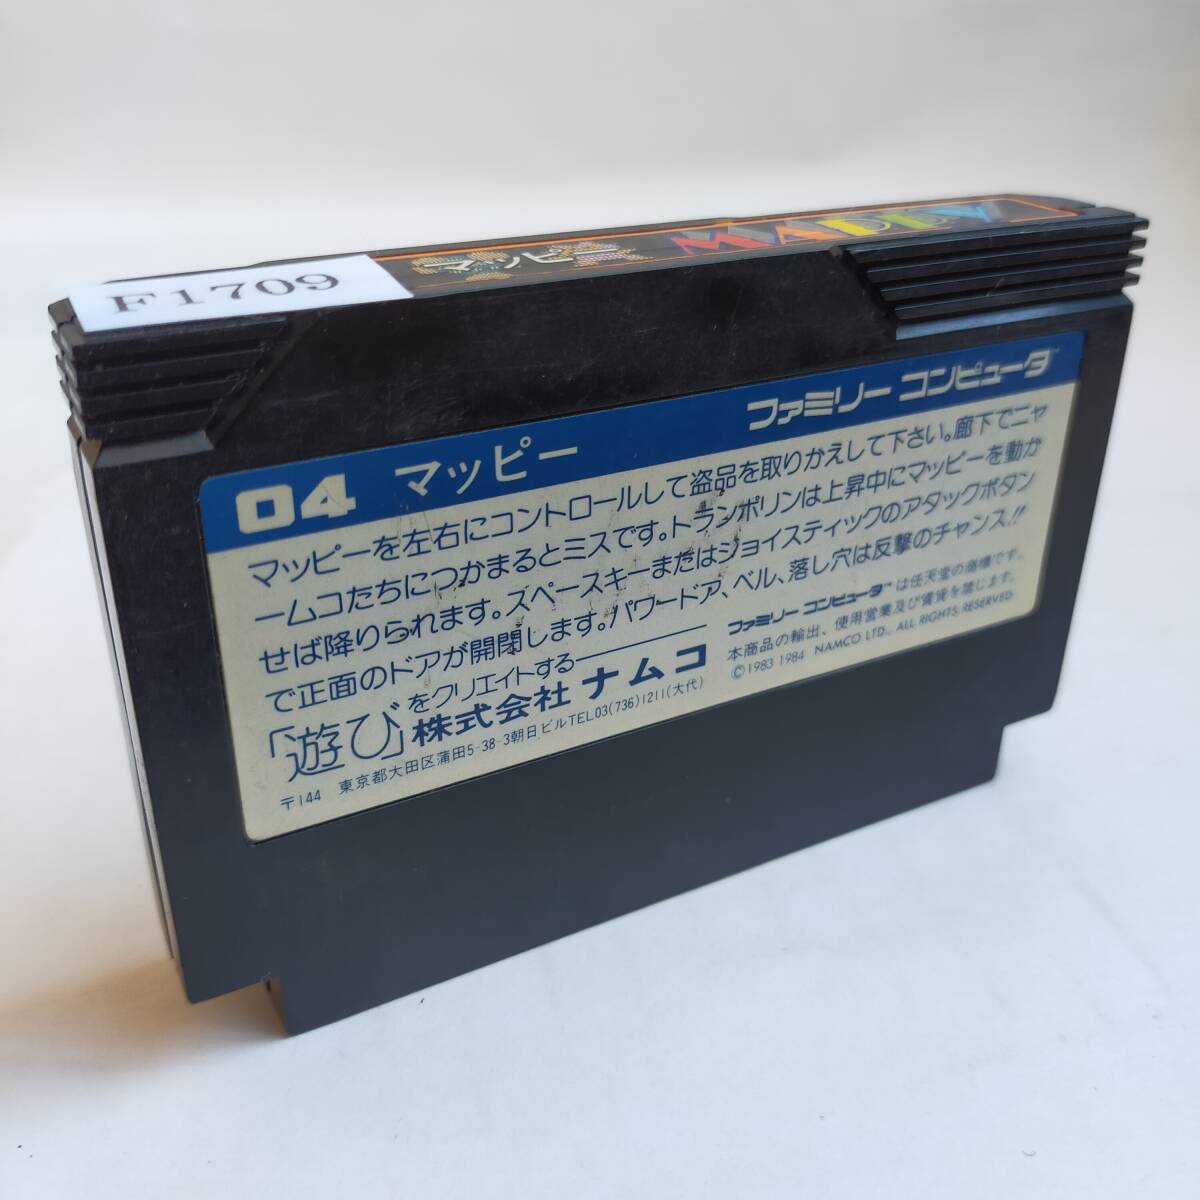 F1709
マッピー MAPPY
04 マッピー ファミリー コンピュータ™
マッピーを左右にコントロールして盗品を取りかえして下さい。廊下でニャ
ームコたちにつかまるとミスです。トランポリンは上昇中にマッピーを動か
せば降りられます。スペースキーまたはジョイスティックのアタックボタン
で正面のドアが開閉します。パワードア、ベル、落し穴は反撃のチャンス!!
「遊び」をクリエイトする
株式会社 ナムコ
〒144 東京都大田区蒲田5-38-3朝日ビル TEL.03(736)1211(大代)
ファミリー コンピュータ™は任天堂の商標です。
本商品の輸出、使用営業及び賃貸を禁じます。
©1983 1984 NAMCO LTD., ALL RIGHTS RESERVED